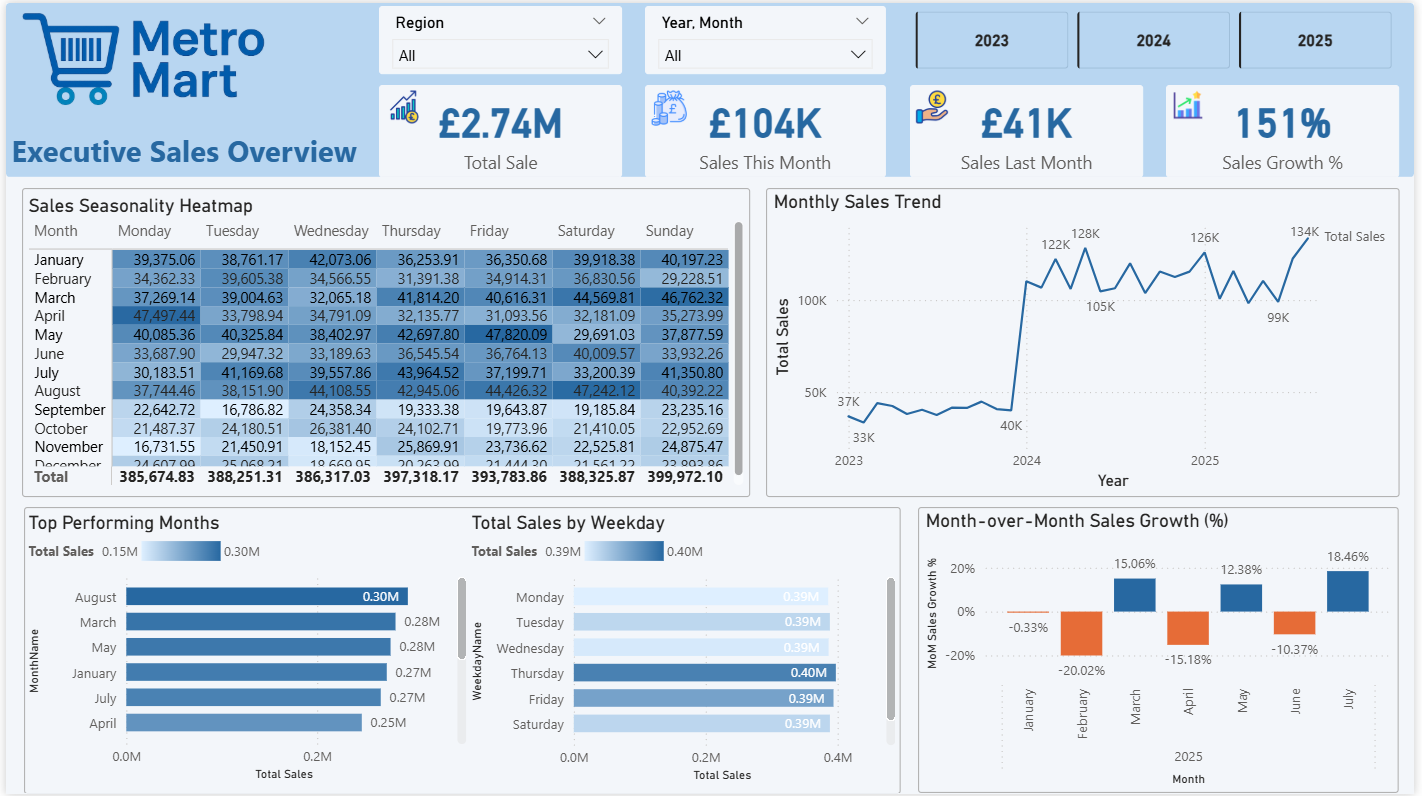 Metro
Mart
Executive Sales Overview
Region
All
Year, Month
All
2023
2024
2025
£2.74M
Total Sale
£104K
Sales This Month
£41K
Sales Last Month
151%
Sales Growth %
Sales Seasonality Heatmap
Month Monday Tuesday Wednesday Thursday Friday Saturday Sunday
January 39,375.06 38,761.17 42,073.06 36,253.91 36,350.68 39,918.38 40,197.23
February 34,362.33 39,605.38 34,566.55 31,391.38 34,914.31 36,830.56 29,228.51
March 37,269.14 39,004.63 32,065.18 41,814.20 40,616.31 44,569.81 46,762.32
April 47,497.44 33,798.94 34,791.09 32,135.77 31,093.56 32,181.09 35,273.99
May 40,085.36 40,325.84 38,402.97 42,697.80 47,820.09 29,691.03 37,877.59
June 33,687.90 29,947.32 33,189.63 36,545.54 36,764.13 40,009.57 33,932.26
July 30,183.51 41,169.68 39,557.86 43,964.52 37,199.71 33,200.39 41,350.80
August 37,744.46 38,151.90 44,108.55 42,945.06 44,426.32 47,242.12 40,392.22
September 22,642.72 16,786.82 24,358.34 19,333.38 19,643.87 19,185.84 23,235.16
October 21,487.37 24,180.51 26,381.40 24,102.71 19,773.96 21,410.05 22,952.69
November 16,731.55 21,450.91 18,152.45 25,869.91 23,736.62 22,525.81 24,875.47
December 24,607.99 25,068.21 18,669.95 20,263.99 21,444.30 21,561.22 23,893.86
Total 385,674.83 388,251.31 386,317.03 397,318.17 393,783.86 388,325.87 399,972.10
Monthly Sales Trend
Total Sales
100K
50K
37K
33K
40K
122K
128K
105K
126K
99K
134K
Total Sales
2023 2024 2025
Year
Top Performing Months
Total Sales 0.15M 0.30M
MonthName
August 0.30M
March 0.28M
May 0.28M
January 0.27M
July 0.27M
April 0.25M
0.0M 0.2M
Total Sales
Total Sales by Weekday
Total Sales 0.39M 0.40M
WeekdayName
Monday 0.39M
Tuesday 0.39M
Wednesday 0.39M
Thursday 0.40M
Friday 0.39M
Saturday 0.39M
0.0M 0.2M 0.4M
Total Sales
Month-over-Month Sales Growth (%)
MoM Sales Growth %
20%
0%
-20%
-0.33%
-20.02%
15.06%
-15.18%
12.38%
-10.37%
18.46%
January
February
March
April
May
June
July
2025
Month